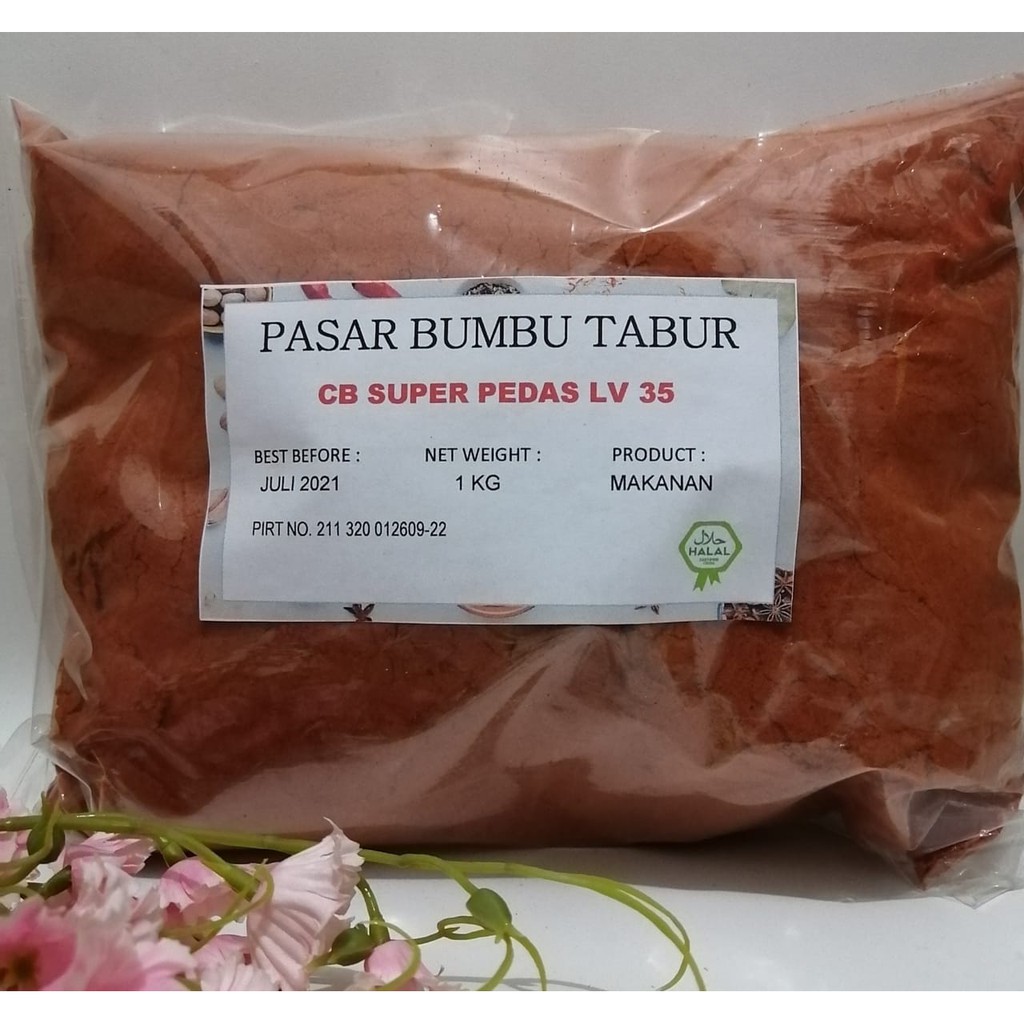 PASAR BUMBU TABUR
CB SUPER PEDAS LV 35
BEST BEFORE : NET WEIGHT : PRODUCT :
JULI 2021 1 KG MAKANAN
PIRT NO. 211 320 012609-22
حلال
HALAL